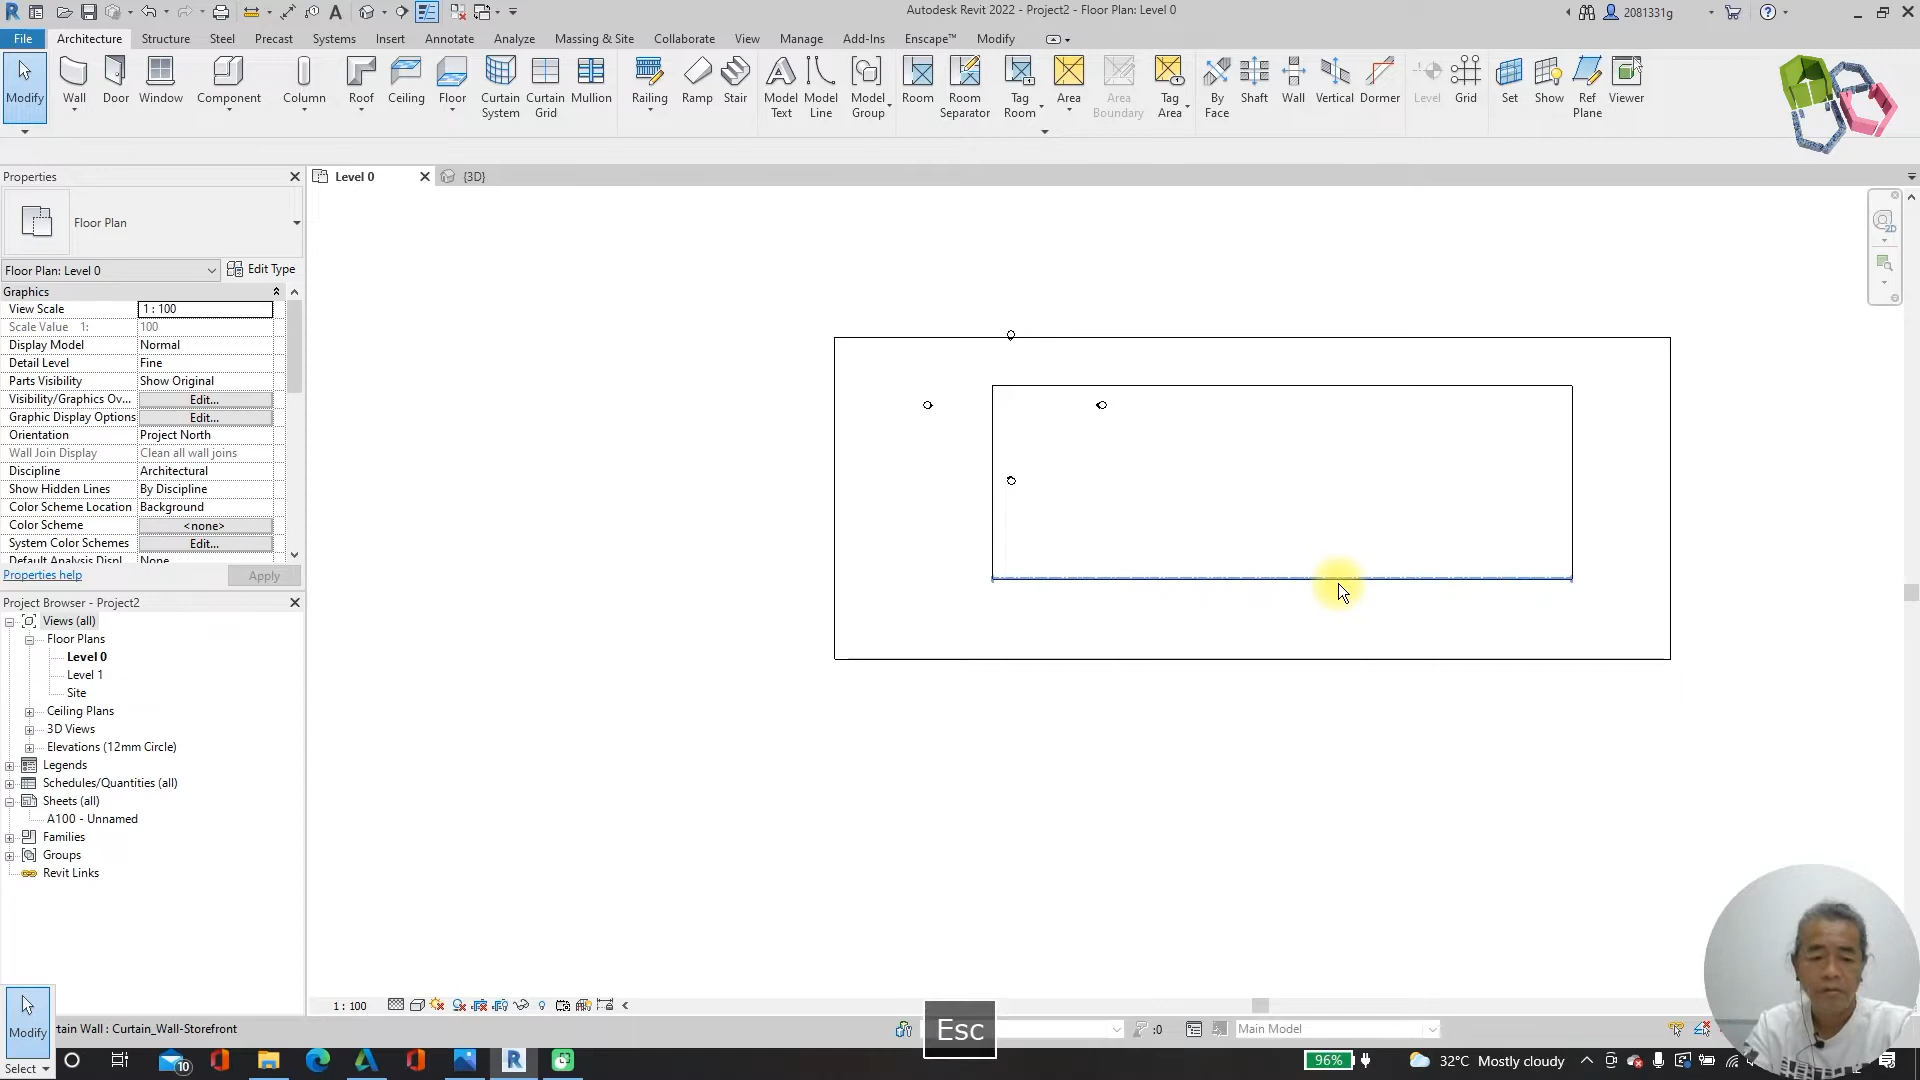 Autodesk Revit 2022 - Project2 - Floor Plan: Level 0
2081331g
File
Architecture
Structure
Steel
Precast
Systems
Insert
Annotate
Analyze
Massing & Site
Collaborate
View
Manage
Add-Ins
Enscape™
Modify
Modify
Wall
Door
Window
Component
Column
Roof
Ceiling
Floor
Curtain System
Curtain Grid
Mullion
Railing
Ramp
Stair
Model Text
Model Line
Model Group
Room
Room Separator
Tag Room
Area
Area Boundary
Tag Area
By Face
Shaft
Wall
Vertical
Dormer
Level
Grid
Set
Show
Ref Plane
Viewer
Properties
Level 0
{3D}
Floor Plan
Floor Plan: Level 0
Edit Type
Graphics
View Scale 1 : 100
Scale Value 1: 100
Display Model Normal
Detail Level Fine
Parts Visibility Show Original
Visibility/Graphics Ov... Edit...
Graphic Display Options Edit...
Orientation Project North
Wall Join Display Clean all wall joins
Discipline Architectural
Show Hidden Lines By Discipline
Color Scheme Location Background
Color Scheme <none>
System Color Schemes Edit...
Default Analysis Displ... None
Properties help
Apply
Project Browser - Project2
Views (all)
Floor Plans
Level 0
Level 1
Site
Ceiling Plans
3D Views
Elevations (12mm Circle)
Legends
Schedules/Quantities (all)
Sheets (all)
A100 - Unnamed
Families
Groups
Revit Links
2D
1 : 100
Modify
tain Wall : Curtain_Wall-Storefront
Esc
:0
Main Model
Select
10
96%
32°C Mostly cloudy